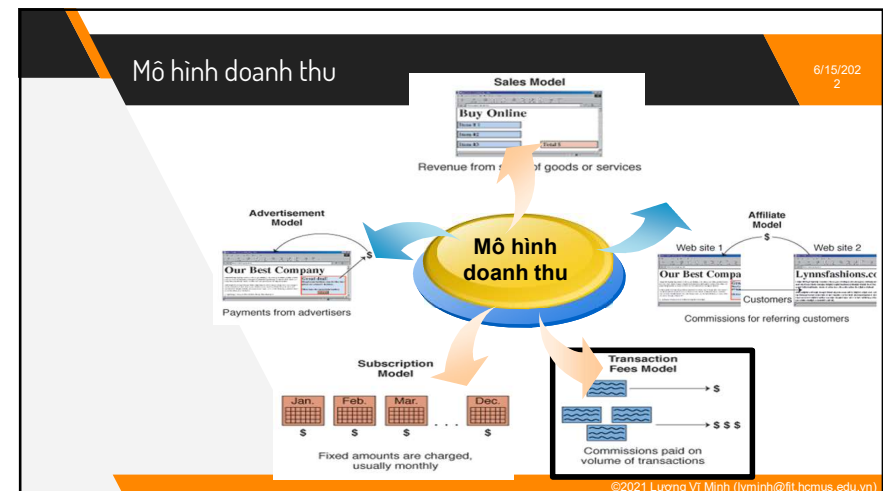 Mô hình doanh thu
6/15/202
2
Sales Model
Buy Online
Item # 1
Item #2
Item #3
Total $
Revenue from s
of goods or services
Advertisement
Model
$
Our Best Company
Great deal:
Payments from advertisers
Mô hình
doanh thu
Affiliate
Model
$
Web site 1
Web site 2
Our Best Compa
Lynnsfashions.co
Customers
Commissions for referring customers
Subscription
Model
Jan.
Feb.
Mar.
Dec.
. . .
$
$
$
$
Fixed amounts are charged,
usually monthly
Transaction
Fees Model
$
$ $ $
Commissions paid on
volume of transactions
©2021 Lương Vĩ Minh (lvminh@fit.hcmus.edu.vn)